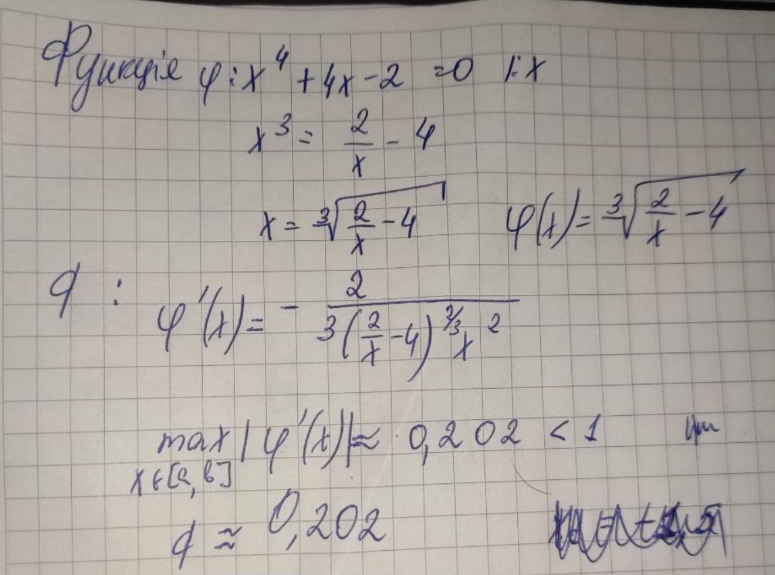 Функція φ: x⁴ + 4x - 2 = 0 |:x
x³ = 2/x - 4
x = ∛(2/x - 4) φ(x) = ∛(2/x - 4)
q : φ'(x) = - 2/(3(2/x - 4)^(2/3) x²)
max |φ'(x)| ≈ 0,202 < 1
x∈[a,b]
q ≈ 0,202